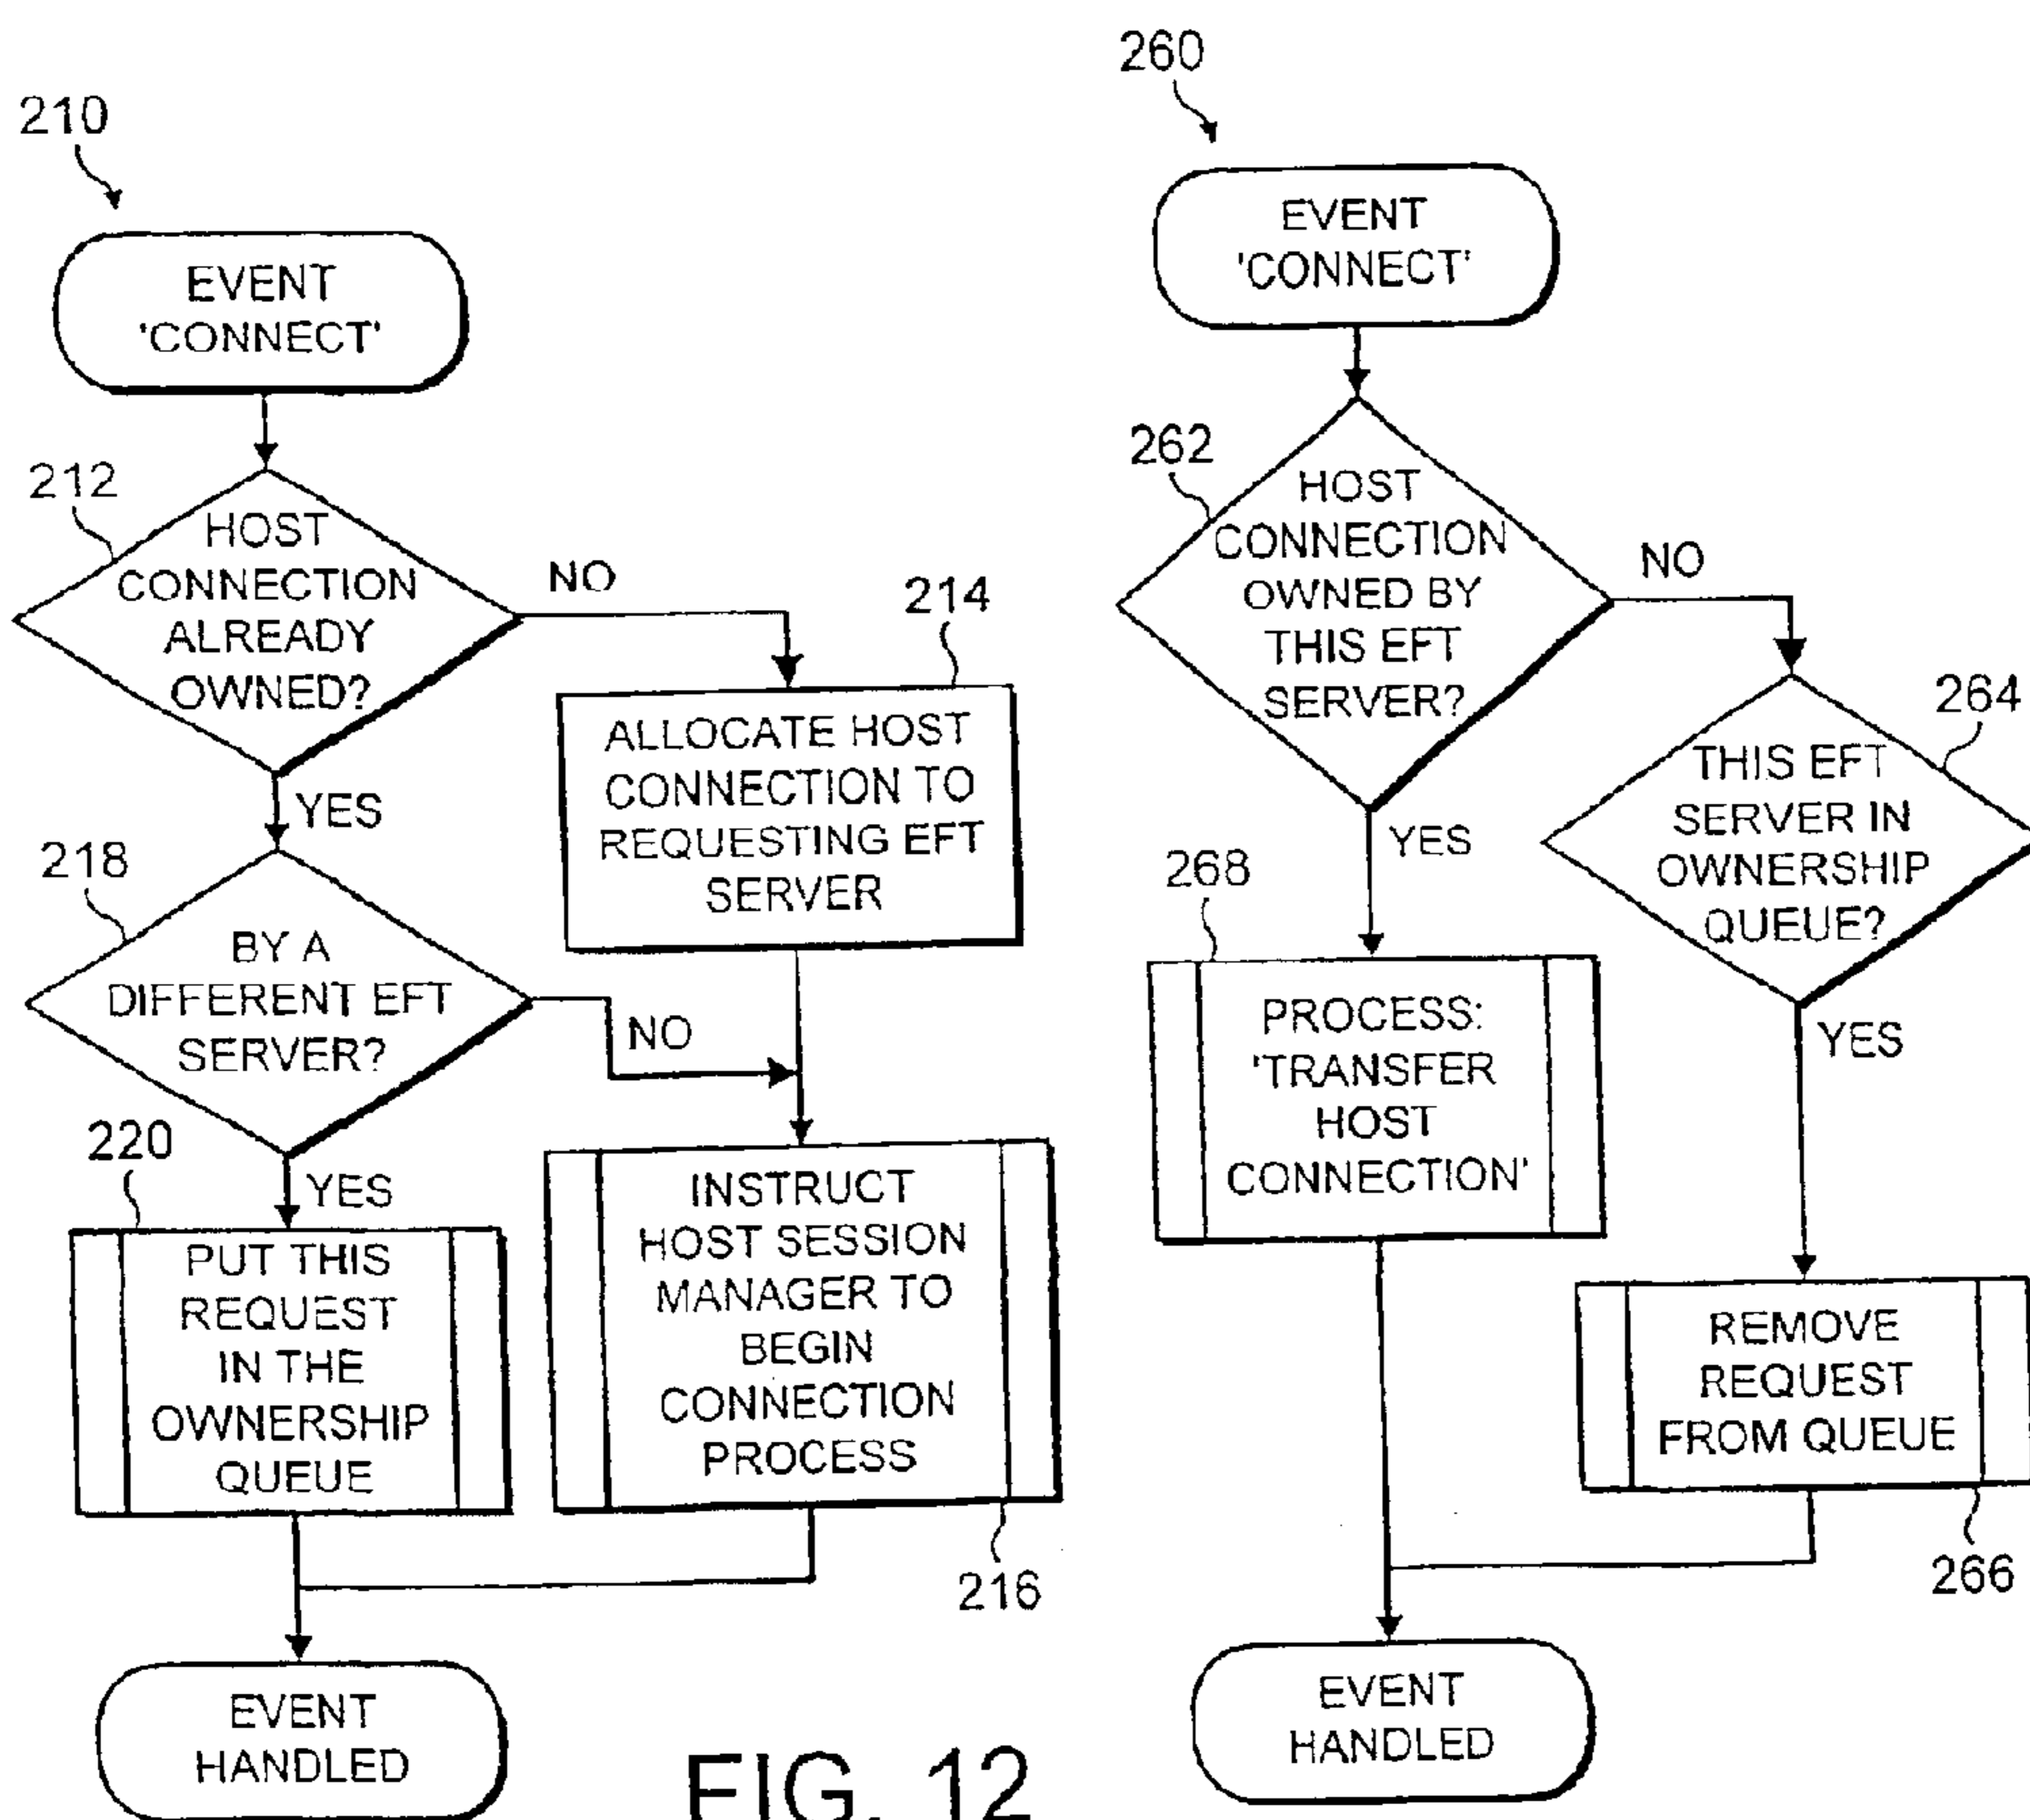 210
EVENT
'CONNECT'
212
HOST
CONNECTION
ALREADY
OWNED?
NO
YES
214
ALLOCATE HOST
CONNECTION TO
REQUESTING EFT
SERVER
218
BY A
DIFFERENT EFT
SERVER?
NO
YES
220
PUT THIS
REQUEST
IN THE
OWNERSHIP
QUEUE
INSTRUCT
HOST SESSION
MANAGER TO
BEGIN
CONNECTION
PROCESS
216
EVENT
HANDLED
FIG. 12
260
EVENT
'CONNECT'
262
HOST
CONNECTION
OWNED BY
THIS EFT
SERVER?
NO
YES
264
THIS EFT
SERVER IN
OWNERSHIP
QUEUE?
YES
268
PROCESS:
'TRANSFER
HOST
CONNECTION'
REMOVE
REQUEST
FROM QUEUE
266
EVENT
HANDLED